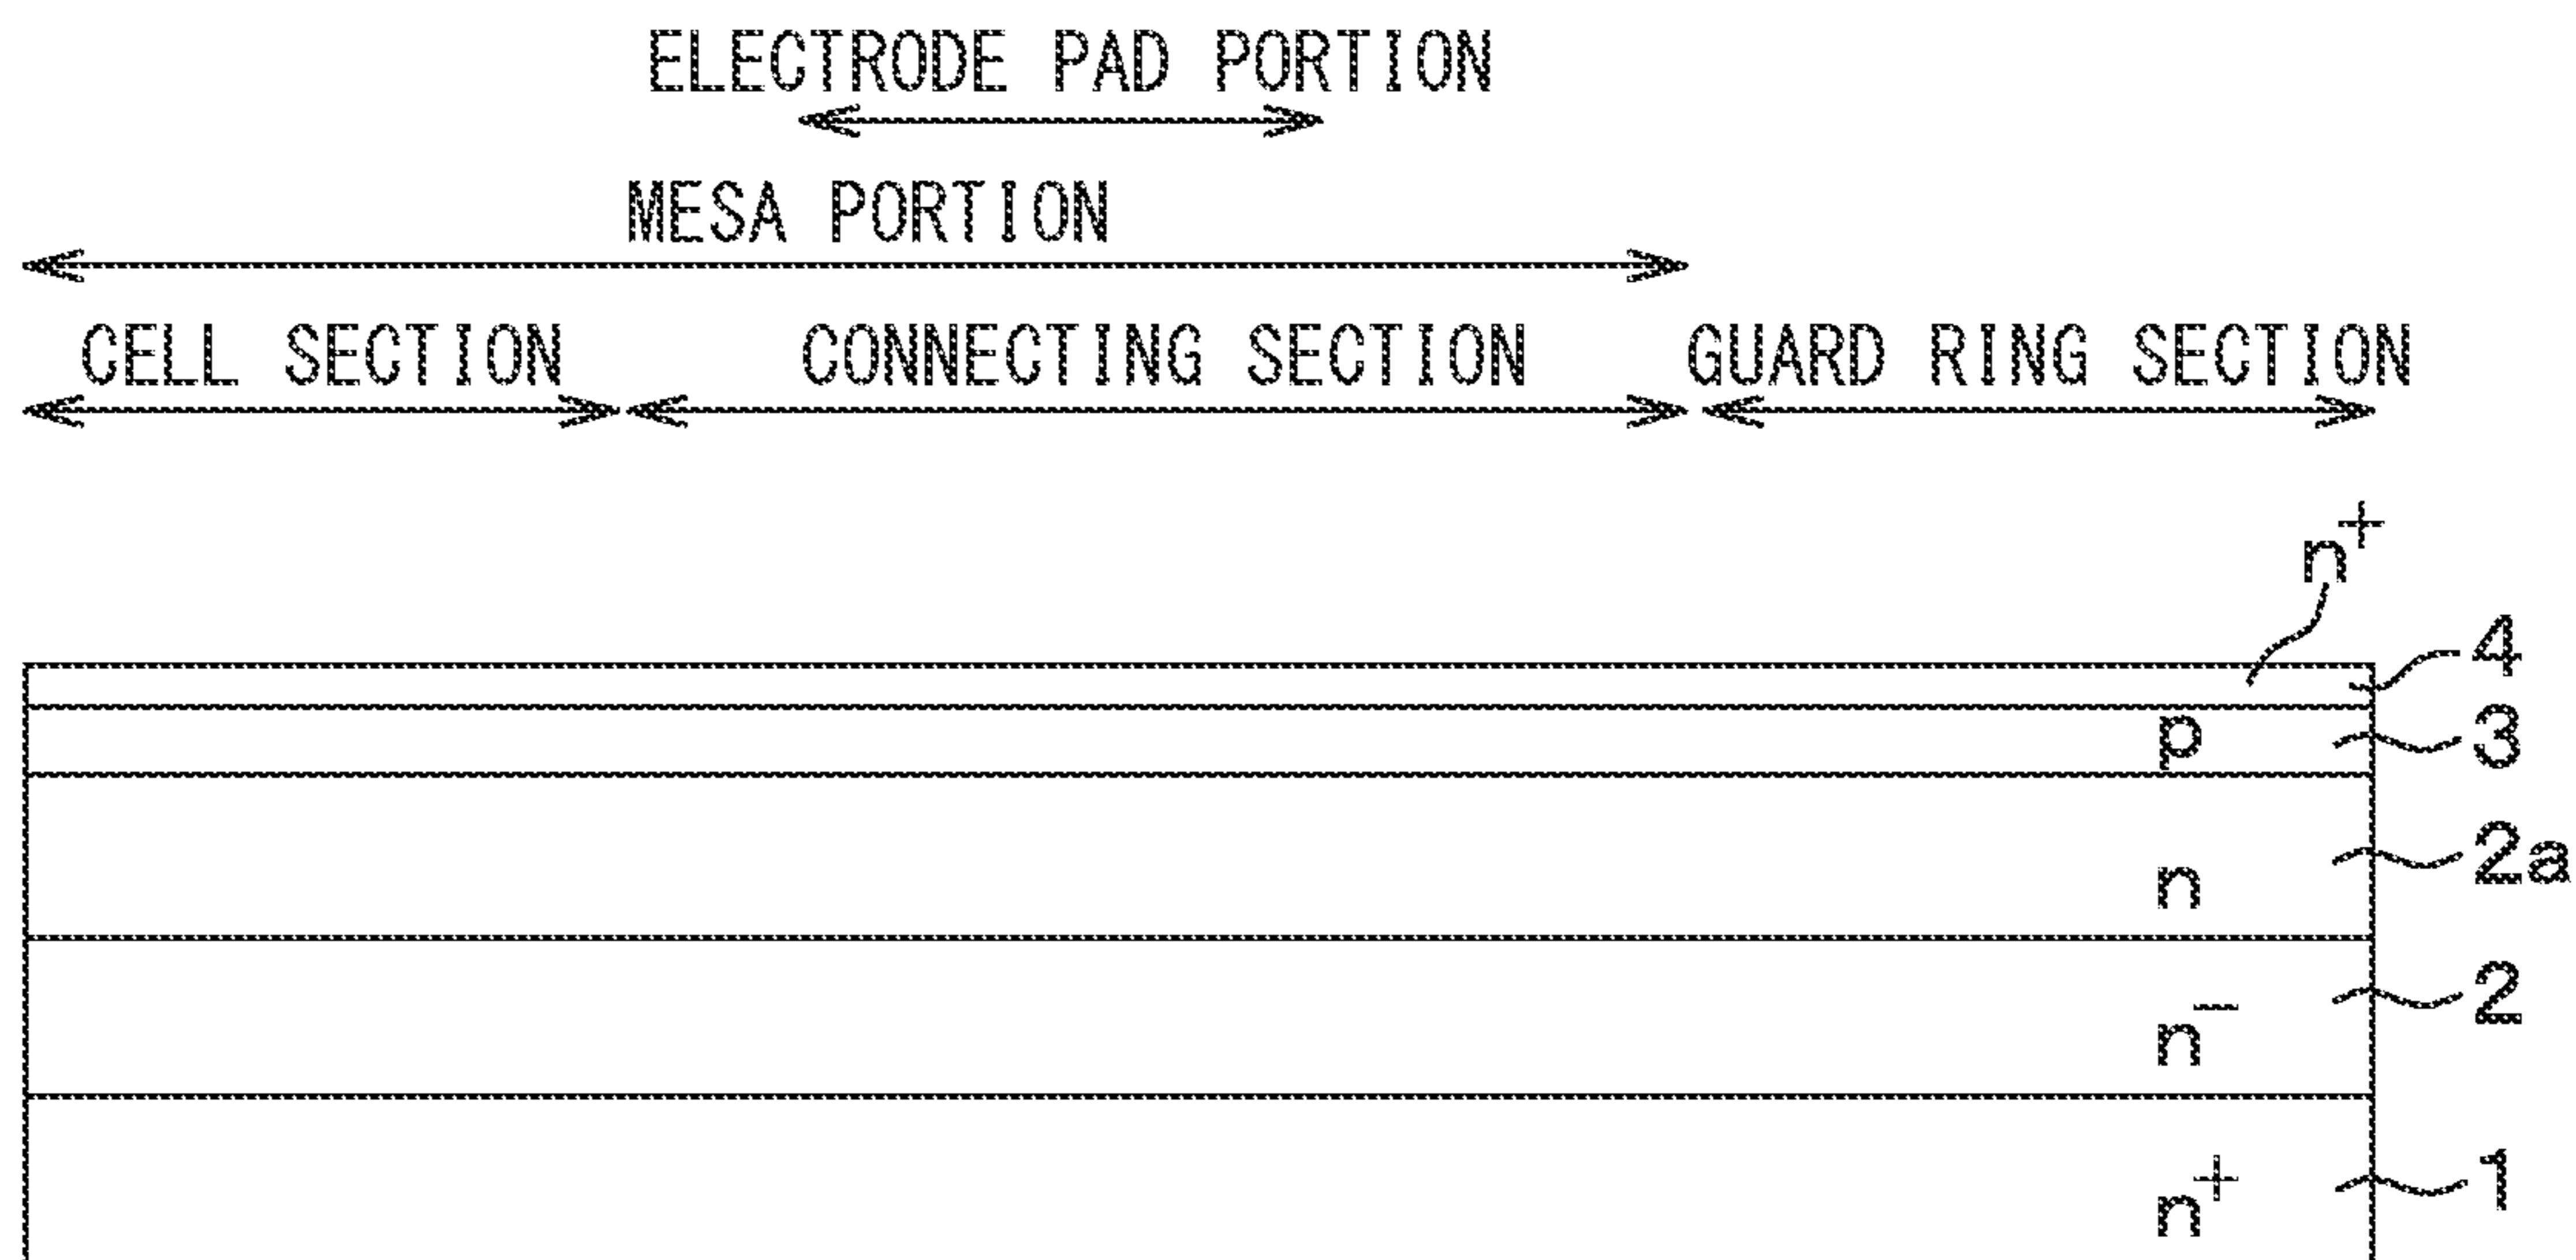 ELECTRODE PAD PORTION
MESA PORTION
CELL SECTION CONNECTING SECTION GUARD RING SECTION
n+
4
p 3
n 2a
n− 2
n+ 1